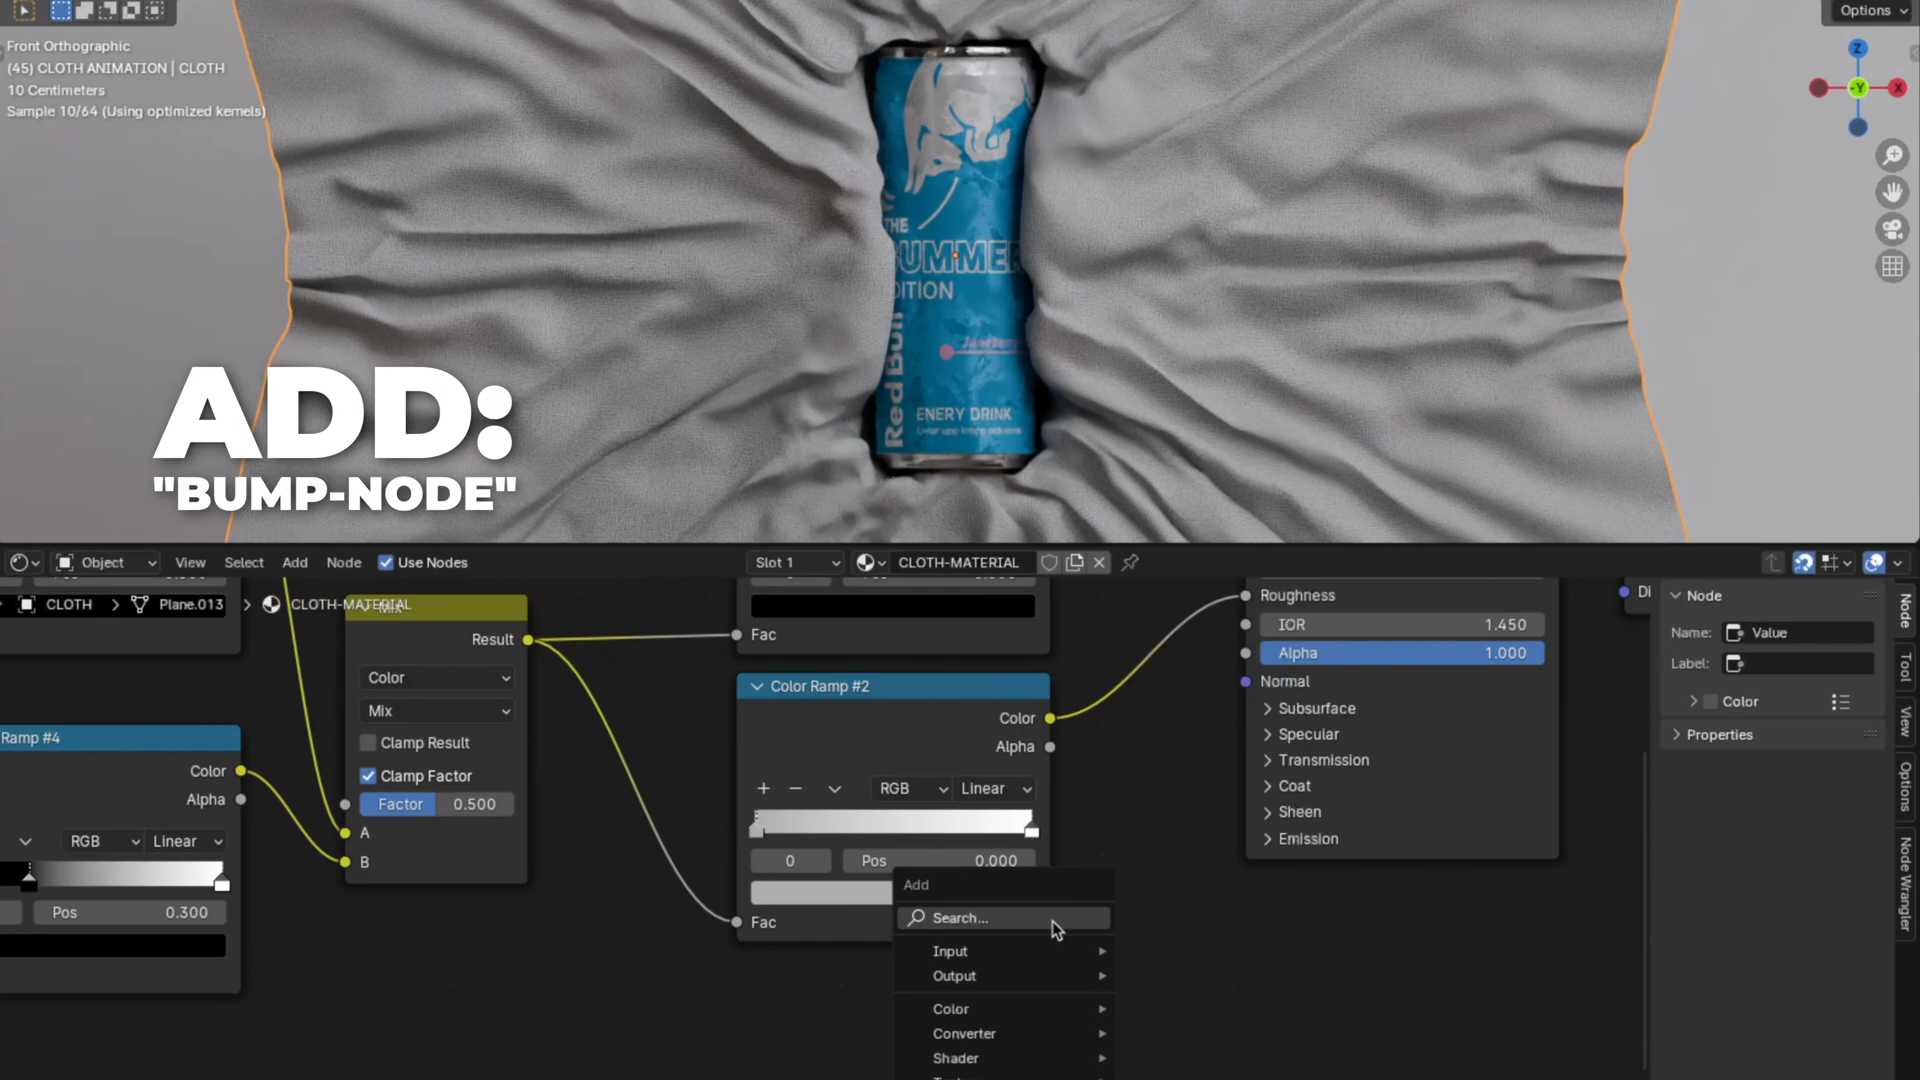 Options
Front Orthographic
(45) CLOTH ANIMATION | CLOTH
10 Centimeters
Sample 10/64 (Using optimized kernels)
Z
-Y
X
THE
SUMMER
EDITION
Red Bull
ENERY DRINK
ADD:
"BUMP-NODE"
Object
View
Select
Add
Node
Use Nodes
Slot 1
CLOTH-MATERIAL
CLOTH
Plane.013
CLOTH-MATERIAL
Mix
Result
Color
Mix
Clamp Result
Clamp Factor
Factor 0.500
A
B
Ramp #4
Color
Alpha
RGB
Linear
Pos 0.300
Fac
Color Ramp #2
Color
Alpha
RGB
Linear
0
Pos 0.000
Fac
Add
Search...
Input
Output
Color
Converter
Shader
Roughness
IOR 1.450
Alpha 1.000
Normal
Subsurface
Specular
Transmission
Coat
Sheen
Emission
Di
Node
Name: Value
Label:
Color
Properties
Node
Tool
View
Options
Node Wrangler